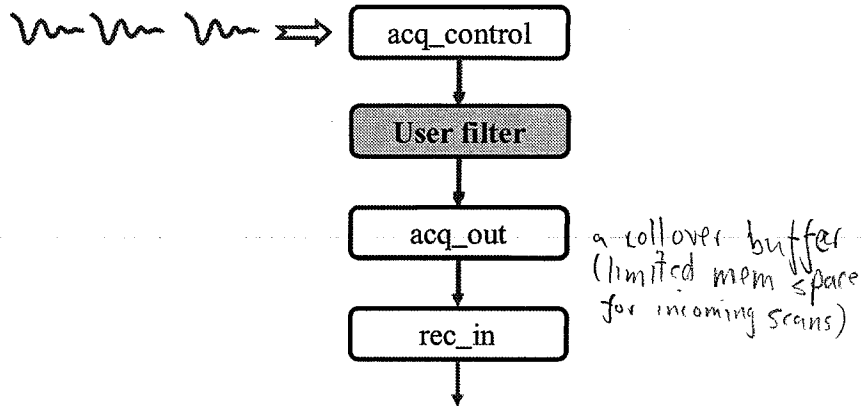 acq_control
User filter
acq_out
a rollover buffer
(limited mem space
for incoming scans)
rec_in